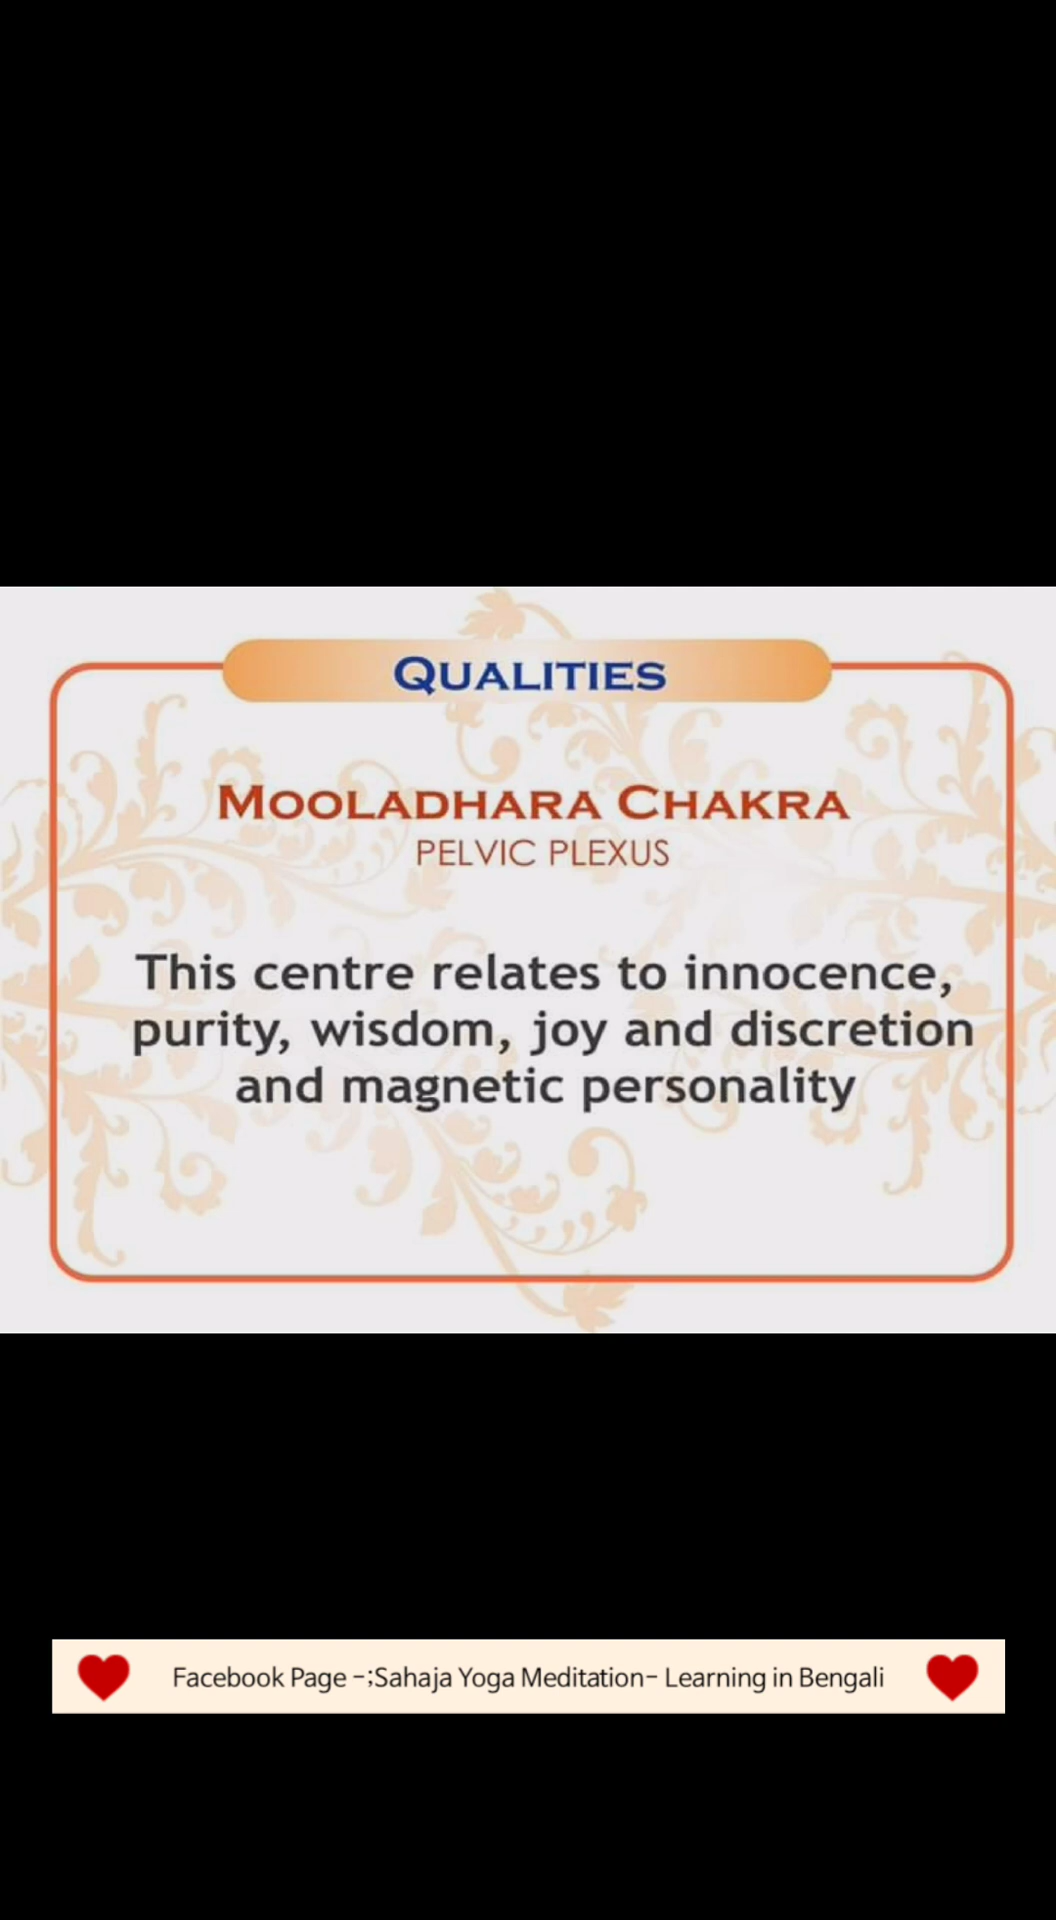 QUALITIES
MOOLADHARA CHAKRA
PELVIC PLEXUS
This centre relates to innocence,
purity, wisdom, joy and discretion
and magnetic personality
Facebook Page -;Sahaja Yoga Meditation- Learning in Bengali